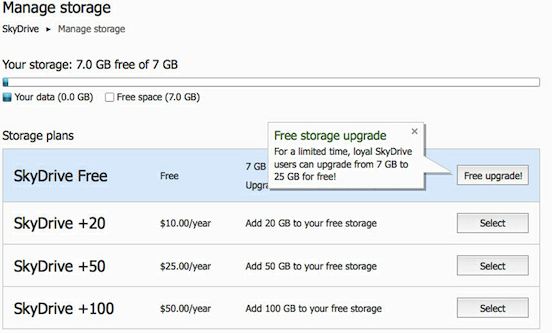 Manage storage
SkyDrive ▸ Manage storage
Your storage: 7.0 GB free of 7 GB
Your data (0.0 GB) Free space (7.0 GB)
Storage plans
Free storage upgrade ×
For a limited time, loyal SkyDrive
users can upgrade from 7 GB to
25 GB for free!
SkyDrive Free Free 7 GB Free upgrade!
SkyDrive +20 $10.00/year Add 20 GB to your free storage Select
SkyDrive +50 $25.00/year Add 50 GB to your free storage Select
SkyDrive +100 $50.00/year Add 100 GB to your free storage Select